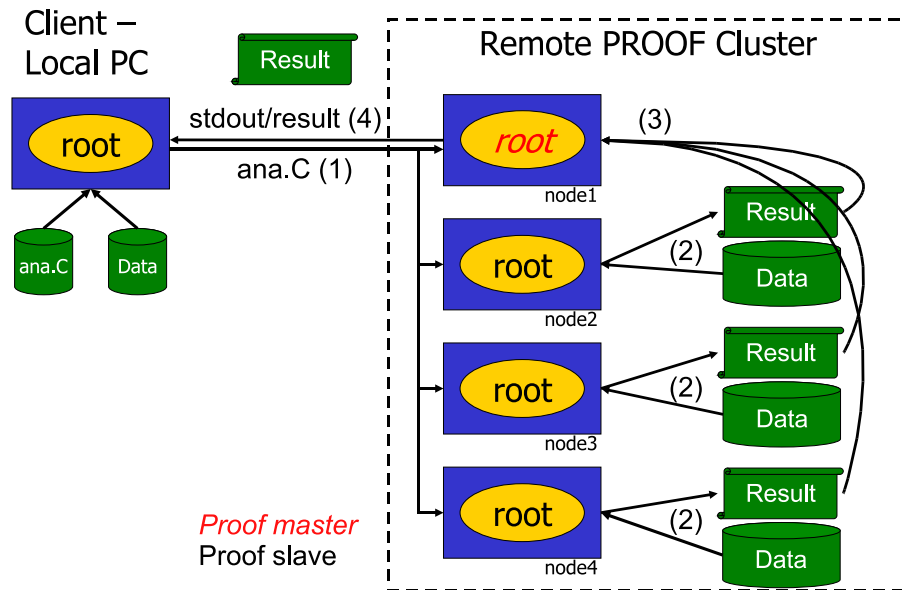 Client –
Local PC
Result
Remote PROOF Cluster
root
stdout/result (4)
ana.C (1)
ana.C
Data
root
node1
(3)
root
node2
(2)
Result
Data
root
node3
(2)
Result
Data
root
node4
(2)
Result
Data
Proof master
Proof slave